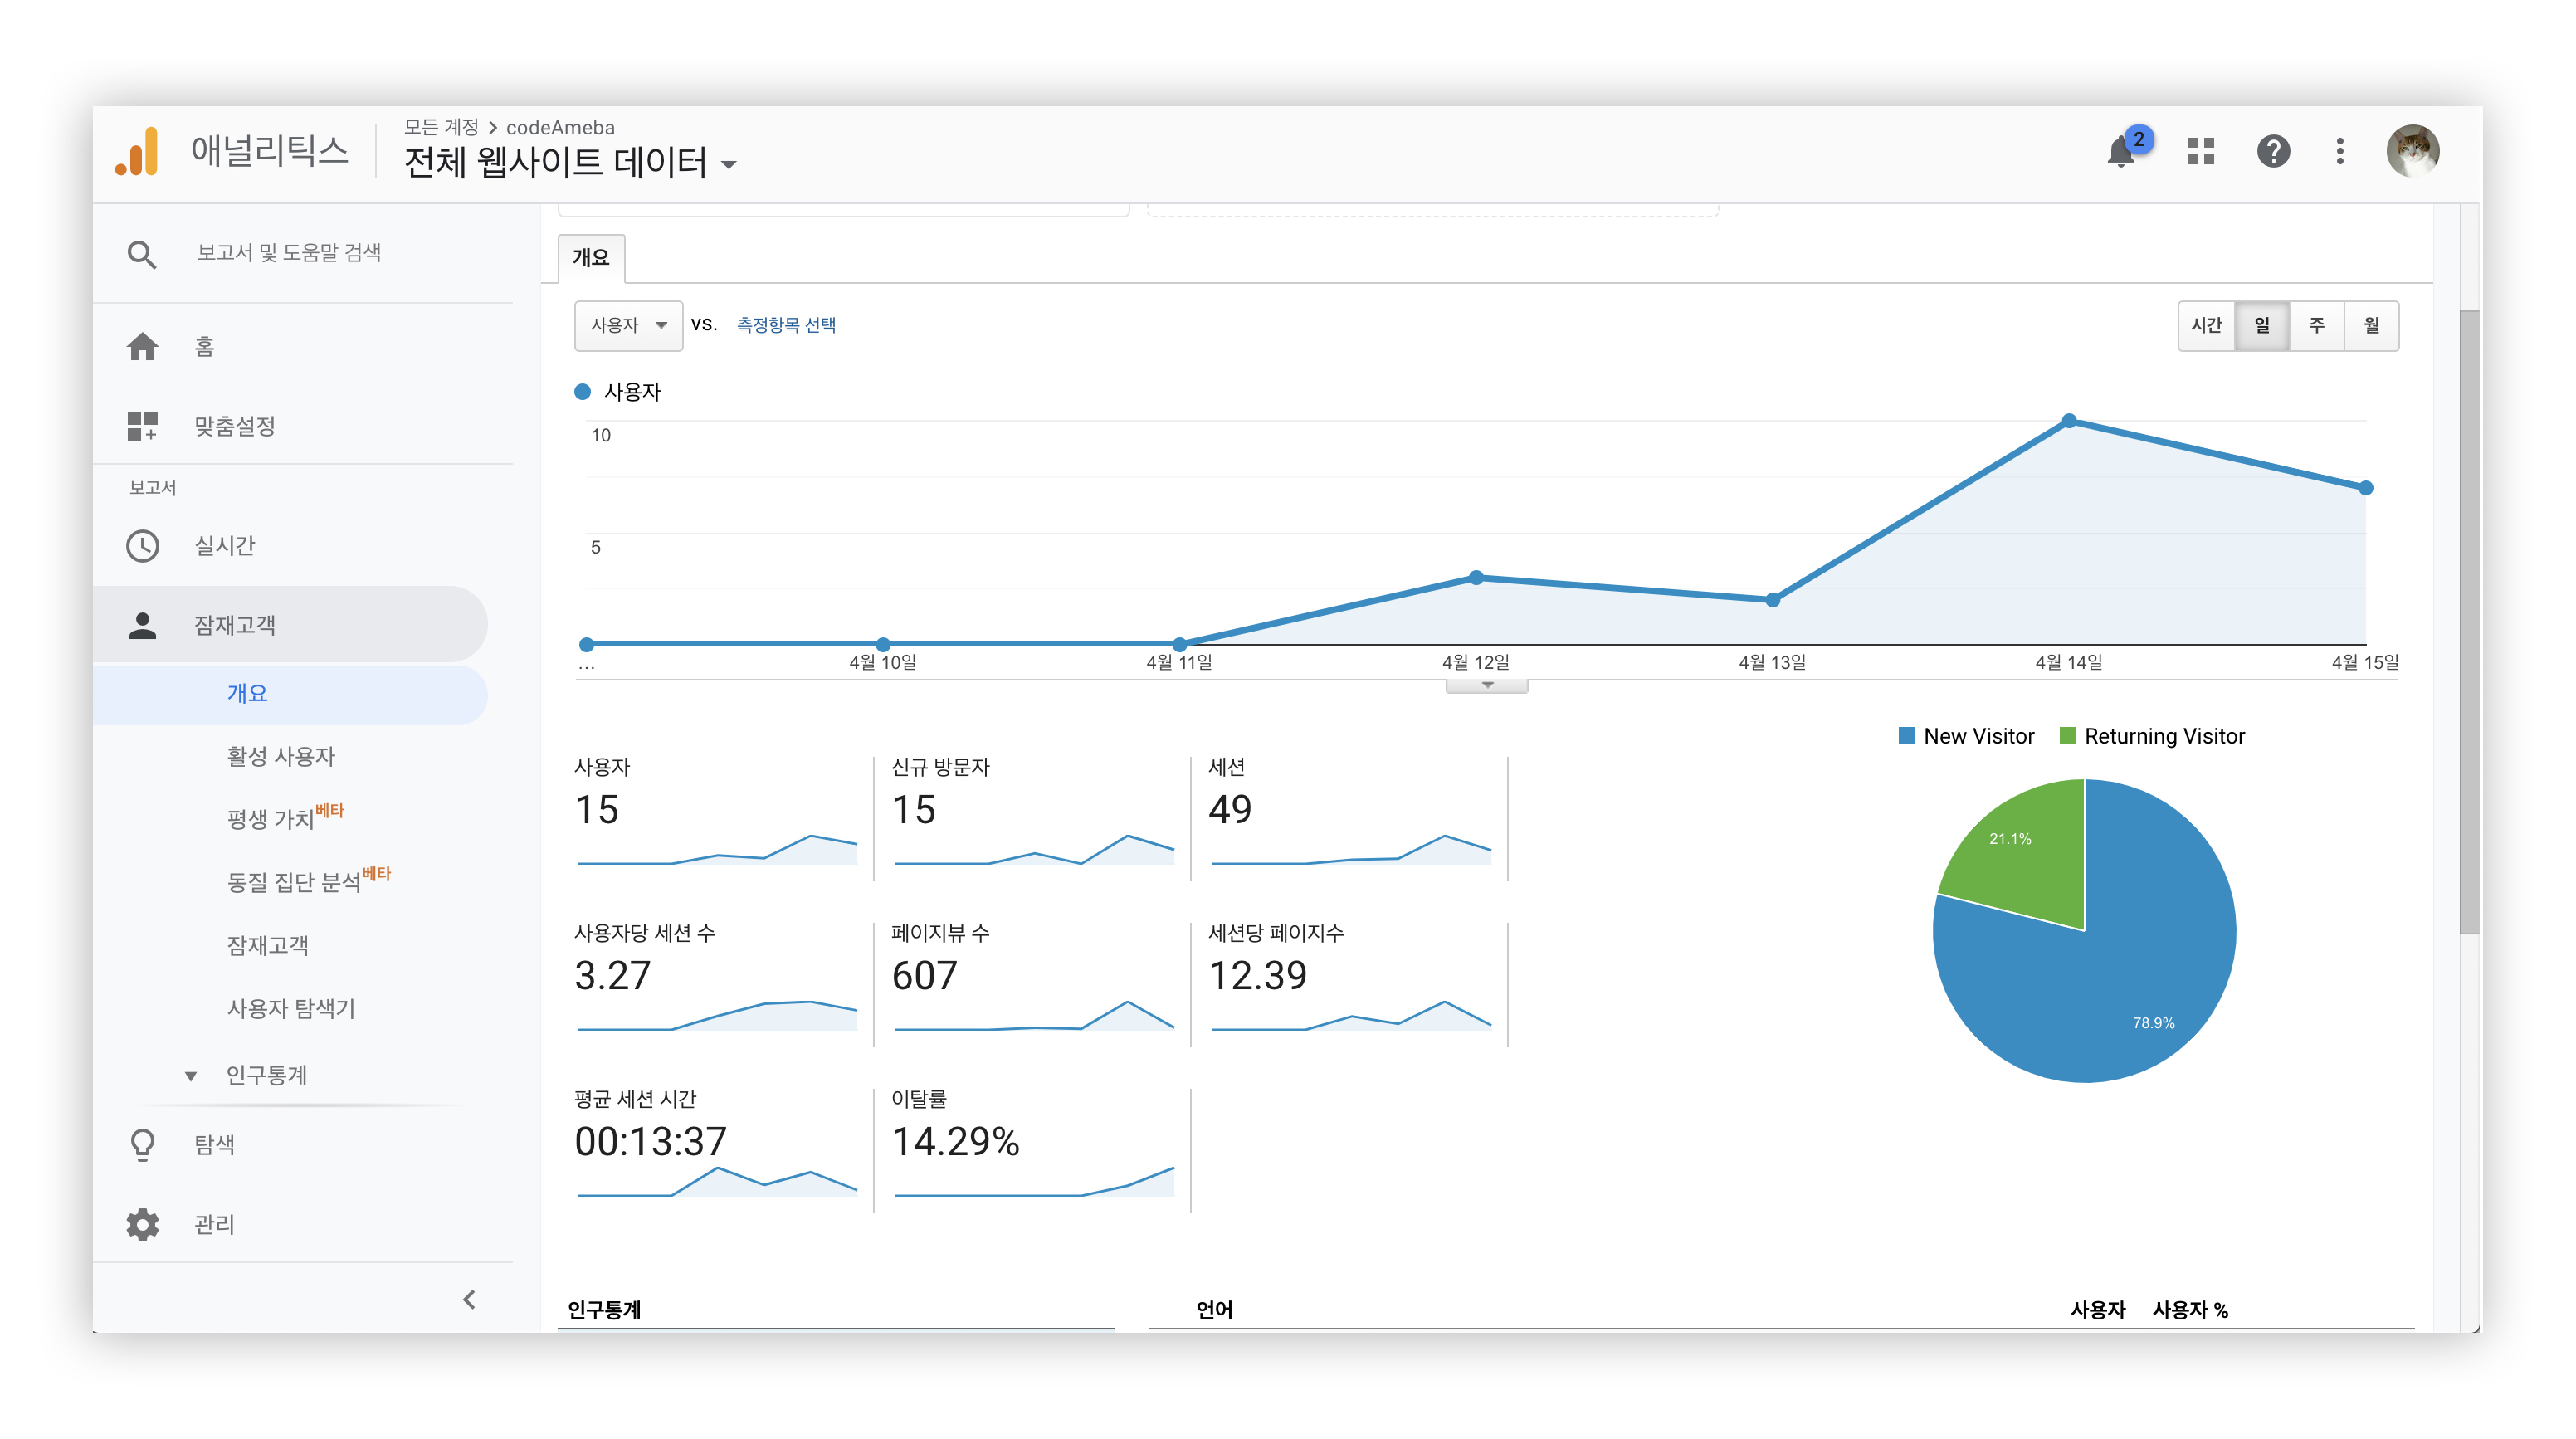 애널리틱스
모든 계정 > codeAmeba
전체 웹사이트 데이터
2
보고서 및 도움말 검색
홈
맞춤설정
보고서
실시간
잠재고객
개요
활성 사용자
평생 가치베타
동질 집단 분석베타
잠재고객
사용자 탐색기
인구통계
탐색
관리
개요
사용자 vs. 측정항목 선택
시간 일 주 월
사용자
10
5
... 4월 10일 4월 11일 4월 12일 4월 13일 4월 14일 4월 15일
New Visitor Returning Visitor
21.1%
78.9%
사용자
15
신규 방문자
15
세션
49
사용자당 세션 수
3.27
페이지뷰 수
607
세션당 페이지수
12.39
평균 세션 시간
00:13:37
이탈률
14.29%
인구통계
언어 사용자 사용자 %